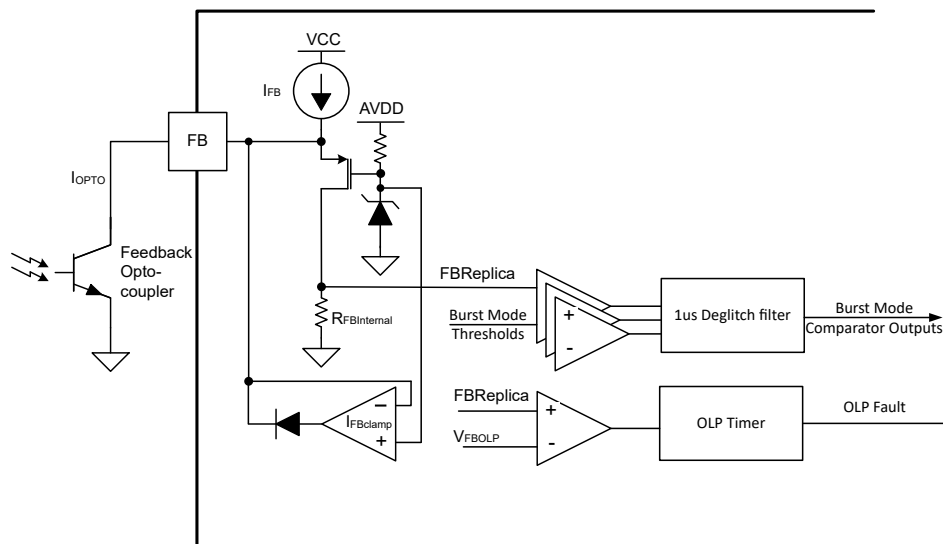 VCC
IFB
AVDD
FB
IOPTO
Feedback
Opto-
coupler
FBReplica
RFBInternal
Burst Mode
Thresholds
+
-
1us Deglitch filter
Burst Mode
Comparator Outputs
IFBclamp
−
+
FBReplica
VFBOLP
+
-
OLP Timer
OLP Fault